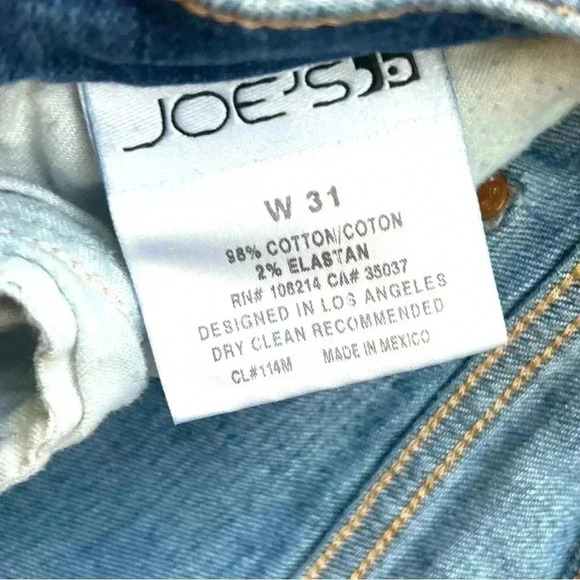 JOE'S
W 31
98% COTTON/COTON
2% ELASTAN
RN# 106214 CA# 35037
DESIGNED IN LOS ANGELES
DRY CLEAN RECOMMENDED
CL#114M MADE IN MEXICO